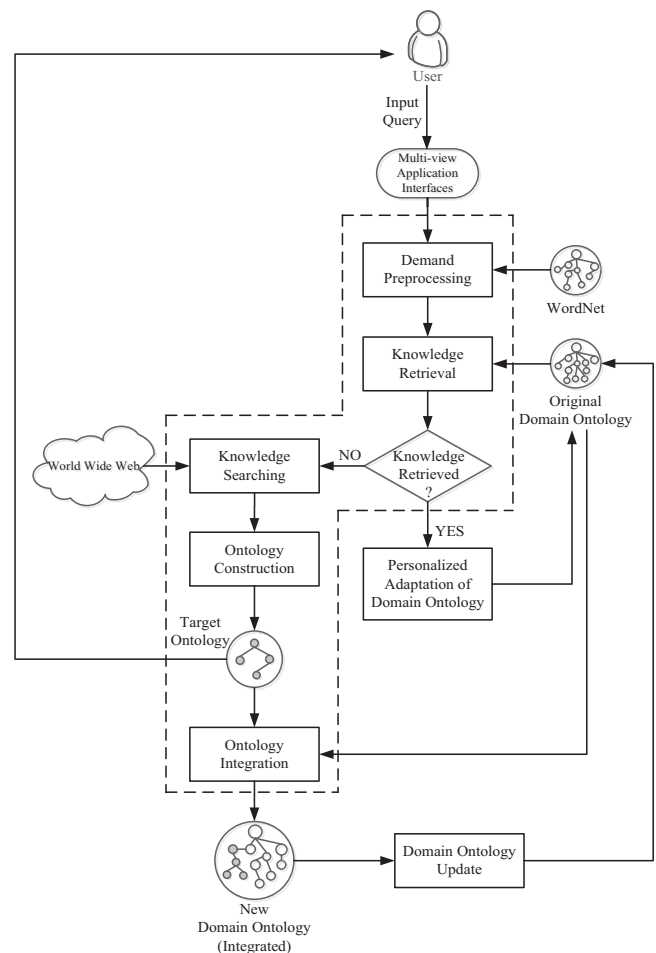 User
Input
Query
Multi-view
Application
Interfaces
Demand
Preprocessing
WordNet
Knowledge
Retrieval
Original
Domain Ontology
World Wide Web
Knowledge
Searching
NO
Knowledge
Retrieved
?
YES
Ontology
Construction
Personalized
Adaptation of
Domain Ontology
Target
Ontology
Ontology
Integration
Domain Ontology
Update
New
Domain Ontology
(Integrated)